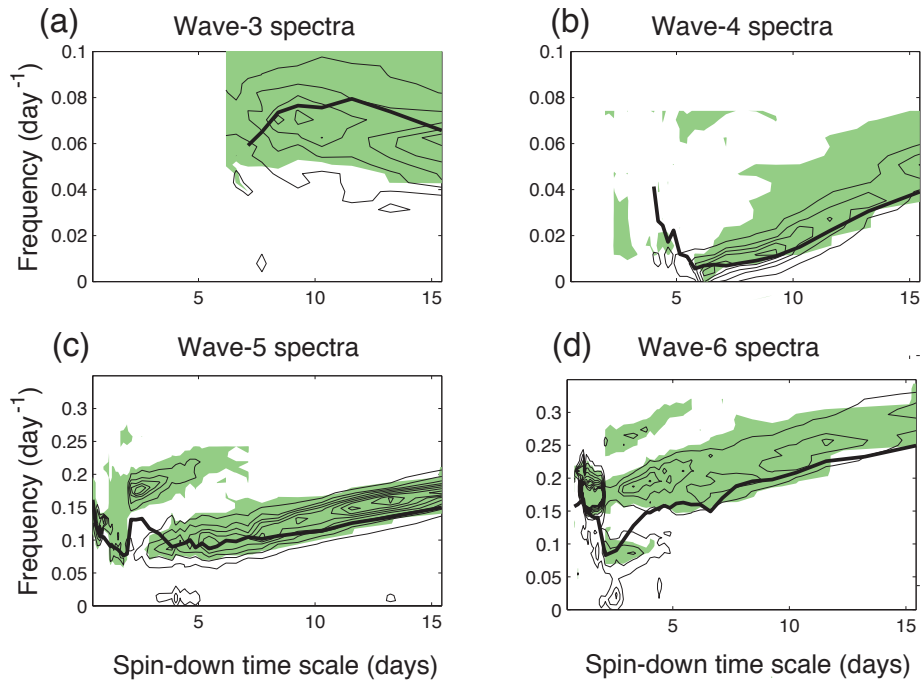 (a) Wave-3 spectra
(b) Wave-4 spectra
Frequency (day⁻¹)
0.1
0.08
0.06
0.04
0.02
0
5 10 15
0.1
0.08
0.06
0.04
0.02
0
5 10 15
(c) Wave-5 spectra
(d) Wave-6 spectra
Frequency (day⁻¹)
0.3
0.25
0.2
0.15
0.1
0.05
0
5 10 15
0.3
0.25
0.2
0.15
0.1
0.05
0
5 10 15
Spin-down time scale (days)
Spin-down time scale (days)